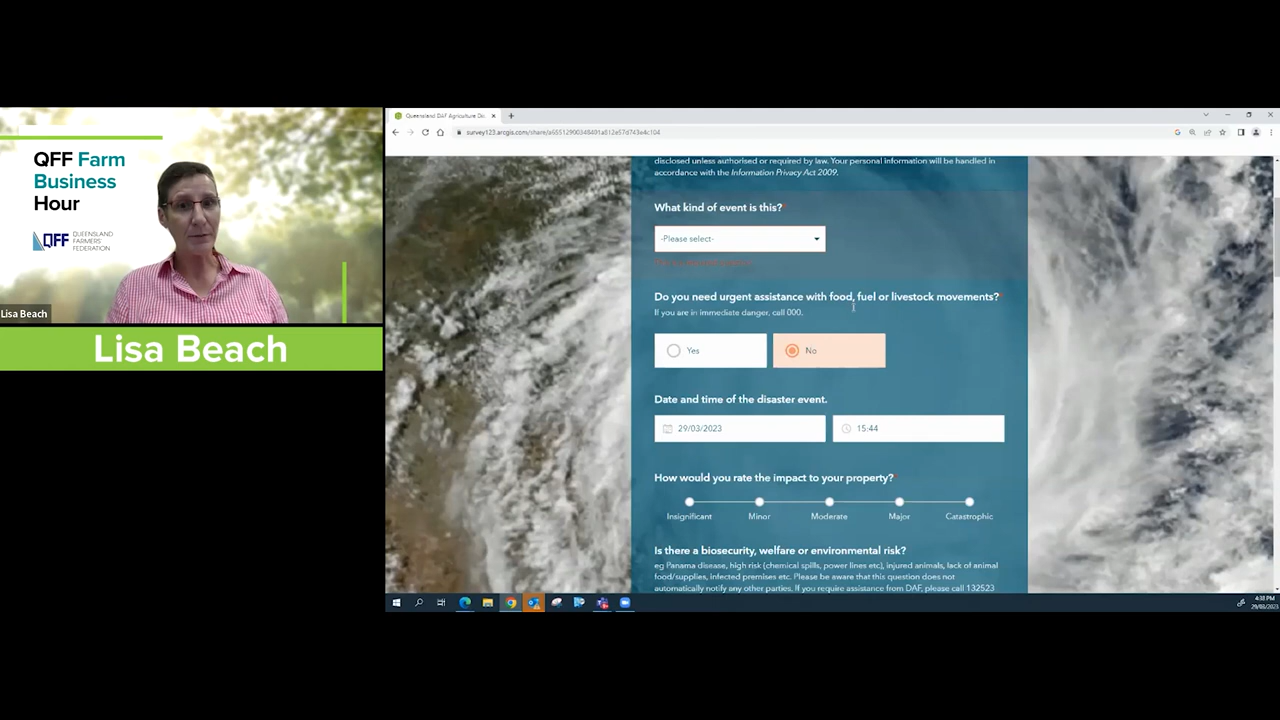 QFF Farm
Business
Hour
QFF
QUEENSLAND
FARMERS'
FEDERATION
Lisa Beach
Lisa Beach
Queensland DAF Agriculture Dis
disclosed unless authorised or required by law. Your personal information will be handled in
accordance with the Information Privacy Act 2009.
What kind of event is this?*
-Please select-
Do you need urgent assistance with food, fuel or livestock movements?*
If you are in immediate danger, call 000.
Yes
No
Date and time of the disaster event.
29/03/2023
15:44
How would you rate the impact to your property?*
Insignificant
Minor
Moderate
Major
Catastrophic
Is there a biosecurity, welfare or environmental risk?
eg Panama disease, high risk (chemical spills, power lines etc), injured animals, lack of animal
food/supplies, infected premises etc. Please be aware that this question does not
automatically notify any other parties. If you require assistance from DAF, please call 132523
4:38 PM
29/03/2023